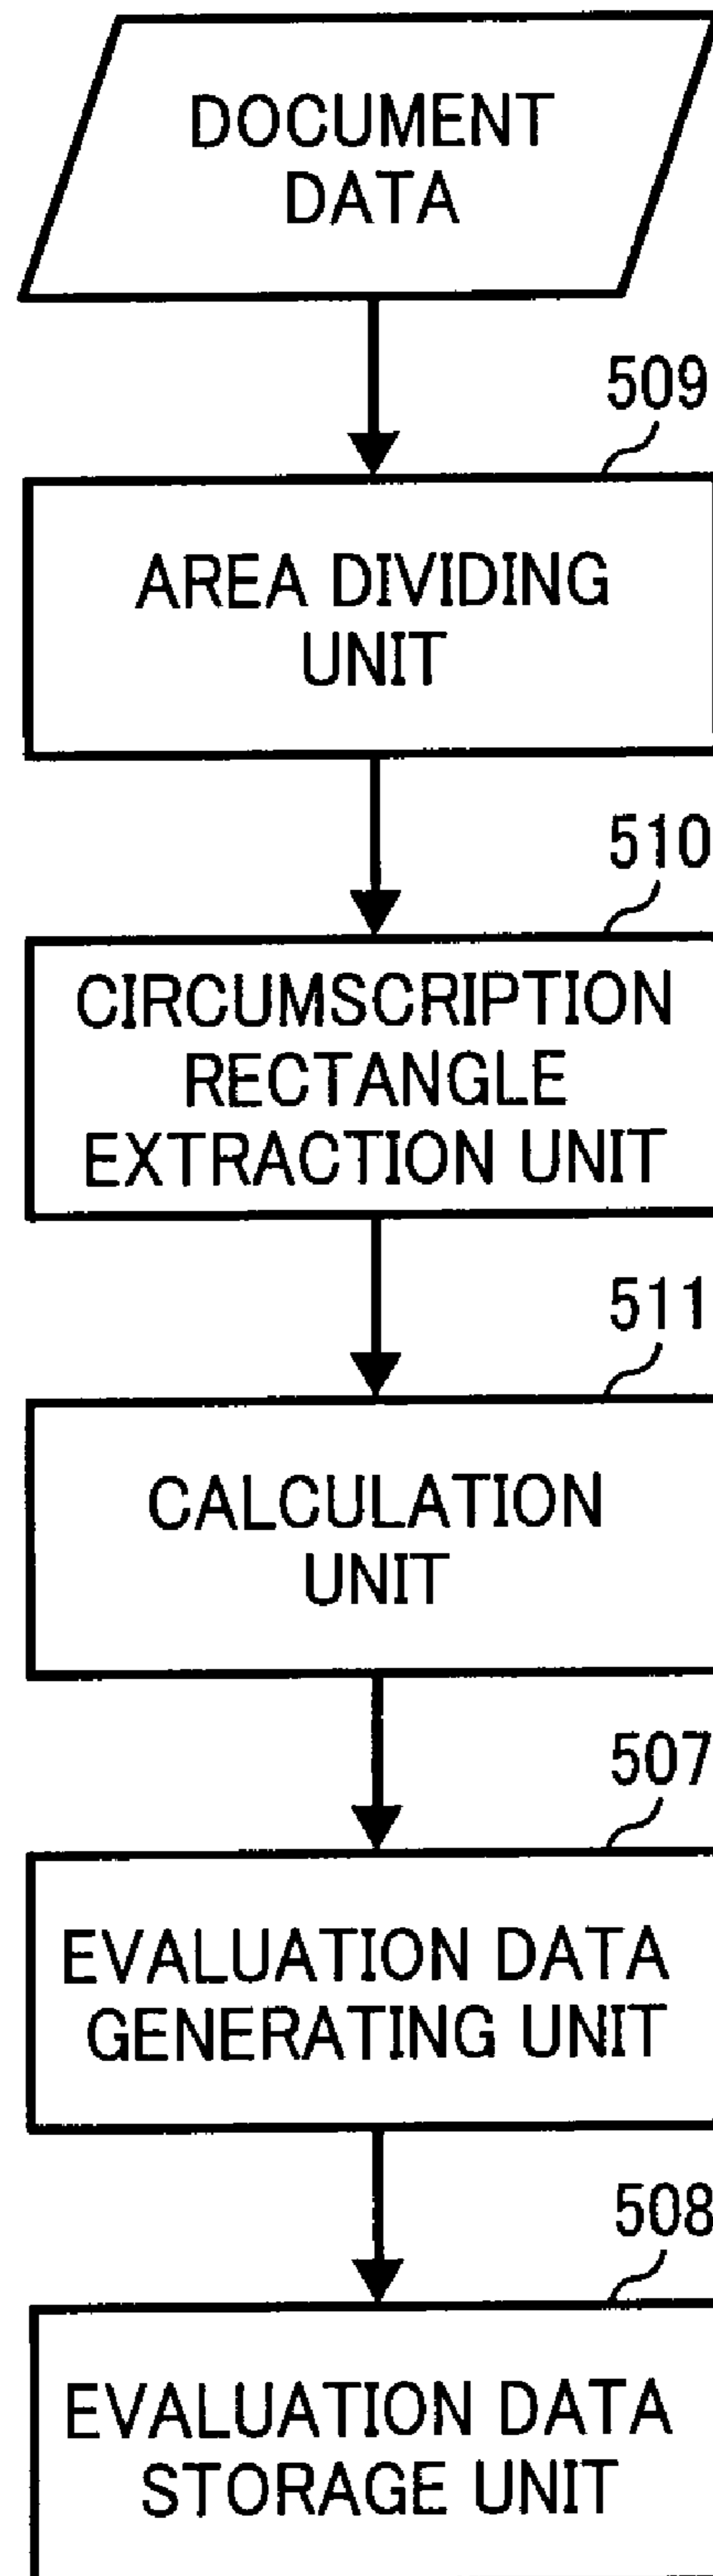 DOCUMENT
DATA
509
AREA DIVIDING
UNIT
510
CIRCUMSCRIPTION
RECTANGLE
EXTRACTION UNIT
511
CALCULATION
UNIT
507
EVALUATION DATA
GENERATING UNIT
508
EVALUATION DATA
STORAGE UNIT